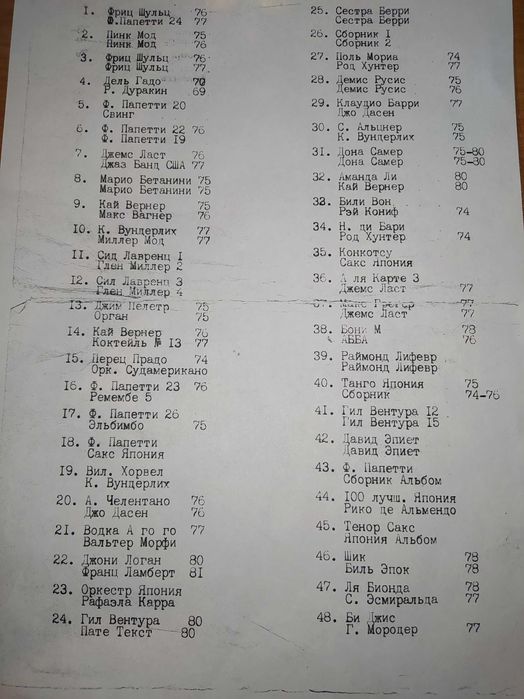 1. Фриц Шульц 76
Ф.Папетти 24 77
2. Пинк Мод 75
Пинк Мод 76
3. Фриц Шульц 76
Фриц Шульц 77
4. Дель Гадо 70
Г. Дуракин 69
5. Ф. Папетти 20
Свинг
6. Ф. Папетти 22 76
Ф. Папетти 19
7. Джемс Ласт 76
Джаз Банд США 77
8. Марио Бетанини 75
Марио Бетанини 75
9. Кай Вернер 75
Макс Вагнер 76
10. К. Вундерлих 77
Миллер Мод 77
11. Сид Лавренц 1
Глен Миллер 2
12. Сид Лавренц 3
Глен Миллер 4
13. Джим Пелетр 75
Орган 75
14. Кай Вернер 76
Коктейль № 13 77
15. Перец Прадо 74
Орк. Судамерикано
16. Ф. Папетти 23 76
Ремембе 5
17. Ф. Папетти 26
Эльбимбо 75
18. Ф. Папетти
Сакс Япония
19. Вил. Хорвел
К. Вундерлих
20. А. Челентано 76
Джо Дасен 76
21. Водка А го го 77
Вальтер Морфи
22. Джони Логан 80
Франц Ламберт 81
23. Оркестр Япония
Рафаэла Карра
24. Гил Вентура 80
Пате Текст 80
25. Сестра Берри
Сестра Берри
26. Сборник 1
Сборник 2
27. Поль Мориа 74
Род Хунтер 77
28. Демис Русис 75
Демис Русис 76
29. Клаудио Барри 77
Джо Дасен
30. С. Альцнер 75
К. Вундерлих 75
31. Дона Самер 75-80
Дона Самер 75-80
32. Аманда Ли 80
Кай Вернер 80
33. Били Вон
Рэй Кониф 74
34. Н. ди Бари
Род Хунтер 74
35. Конкотсу
Сакс Япония
36. А ля Карте 3
Джемс Ласт 77
37. Макс Грегер 77
Джемс Ласт 77
38. Бони М 78
АББА 76
39. Раймонд Лифевр
Раймонд Лифевр
40. Танго Япония 75
Сборник 74-76
41. Гил Вентура 12
Гил Вентура 15
42. Давид Эпиет
Давид Эпиет
43. Ф. Папетти
Сборник Альбом
44. 100 лучш. Япония
Рико де Альмендо
45. Тенор Сакс
Япония Альбом
46. Шик 78
Биль Эпок 78
47. Ля Бионда 78
С. Эсмиральда 77
48. Би Джис
Г. Мородер 77